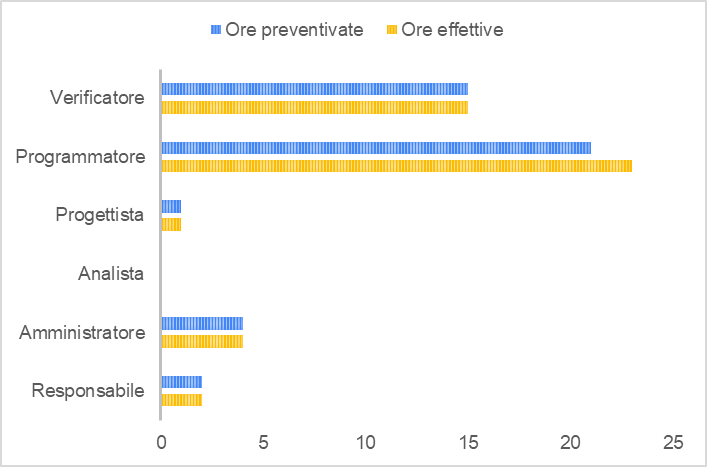 Ore preventivate Ore effettive
Verificatore
Programmatore
Progettista
Analista
Amministratore
Responsabile
0 5 10 15 20 25